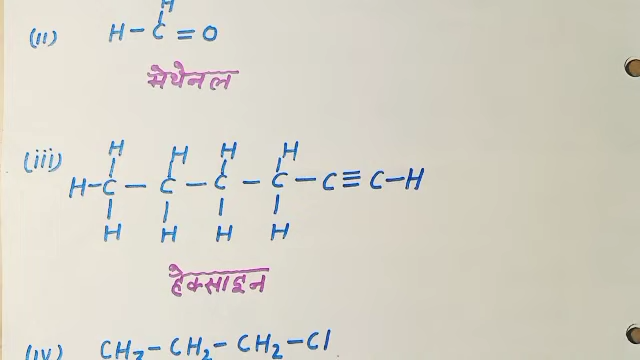 H
(ii) H – C = O
मेथेनल
H H H H
(iii) H – C – C – C – C – C ≡ C – H
H H H H
हेक्साइन
(iv) CH3 – CH2 – CH2 – Cl